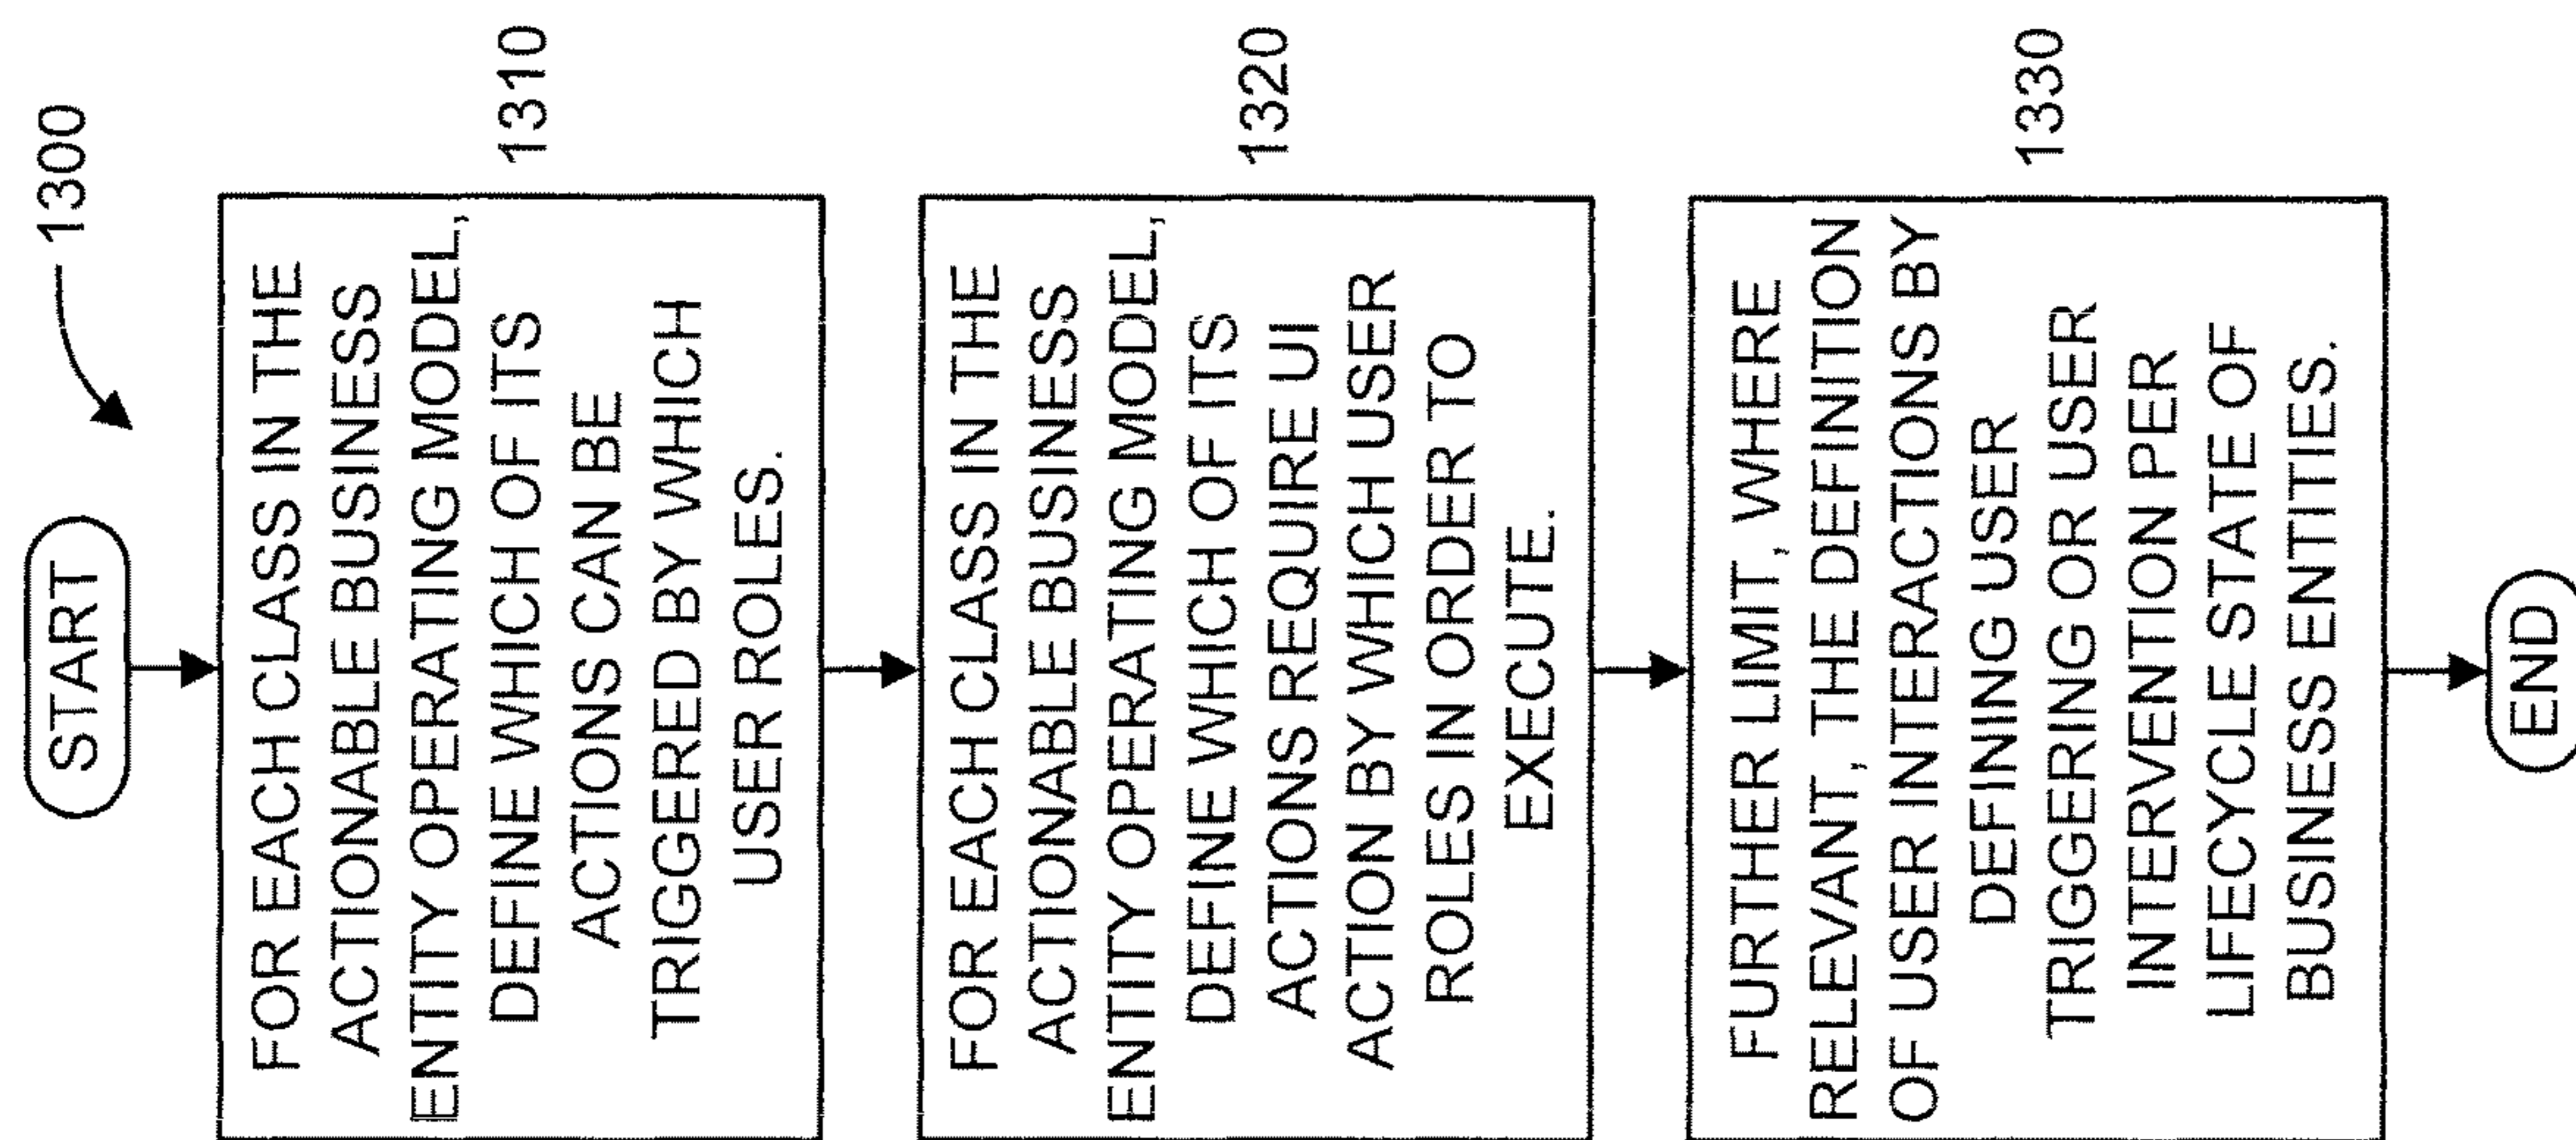 1300
START
FOR EACH CLASS IN THE
ACTIONABLE BUSINESS
ENTITY OPERATING MODEL,
DEFINE WHICH OF ITS
ACTIONS CAN BE
TRIGGERED BY WHICH
USER ROLES.
1310
FOR EACH CLASS IN THE
ACTIONABLE BUSINESS
ENTITY OPERATING MODEL,
DEFINE WHICH OF ITS
ACTIONS REQUIRE UI
ACTION BY WHICH USER
ROLES IN ORDER TO
EXECUTE.
1320
FURTHER LIMIT, WHERE
RELEVANT, THE DEFINITION
OF USER INTERACTIONS BY
DEFINING USER
TRIGGERING OR USER
INTERVENTION PER
LIFECYCLE STATE OF
BUSINESS ENTITIES.
1330
END